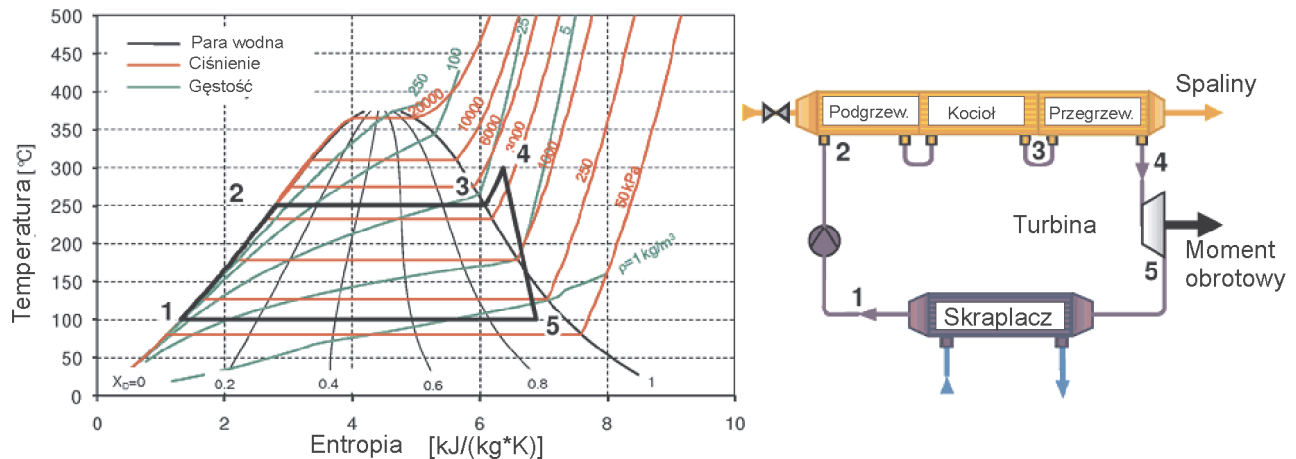 500
450
400
350
300
250
200
150
100
50
0
Temperatura [°C]
Para wodna
Ciśnienie
Gęstość
250
100
25
5
20000
10000
6000
3000
1000
250
50 kPa
ρ=1 kg/m³
1
2
3
4
5
X_D=0
0.2
0.4
0.6
0.8
1
0
2
4
6
8
10
Entropia [kJ/(kg*K)]
Podgrzew.
Kocioł
Przegrzew.
Spaliny
2
3
4
Turbina
Moment
obrotowy
5
1
Skraplacz